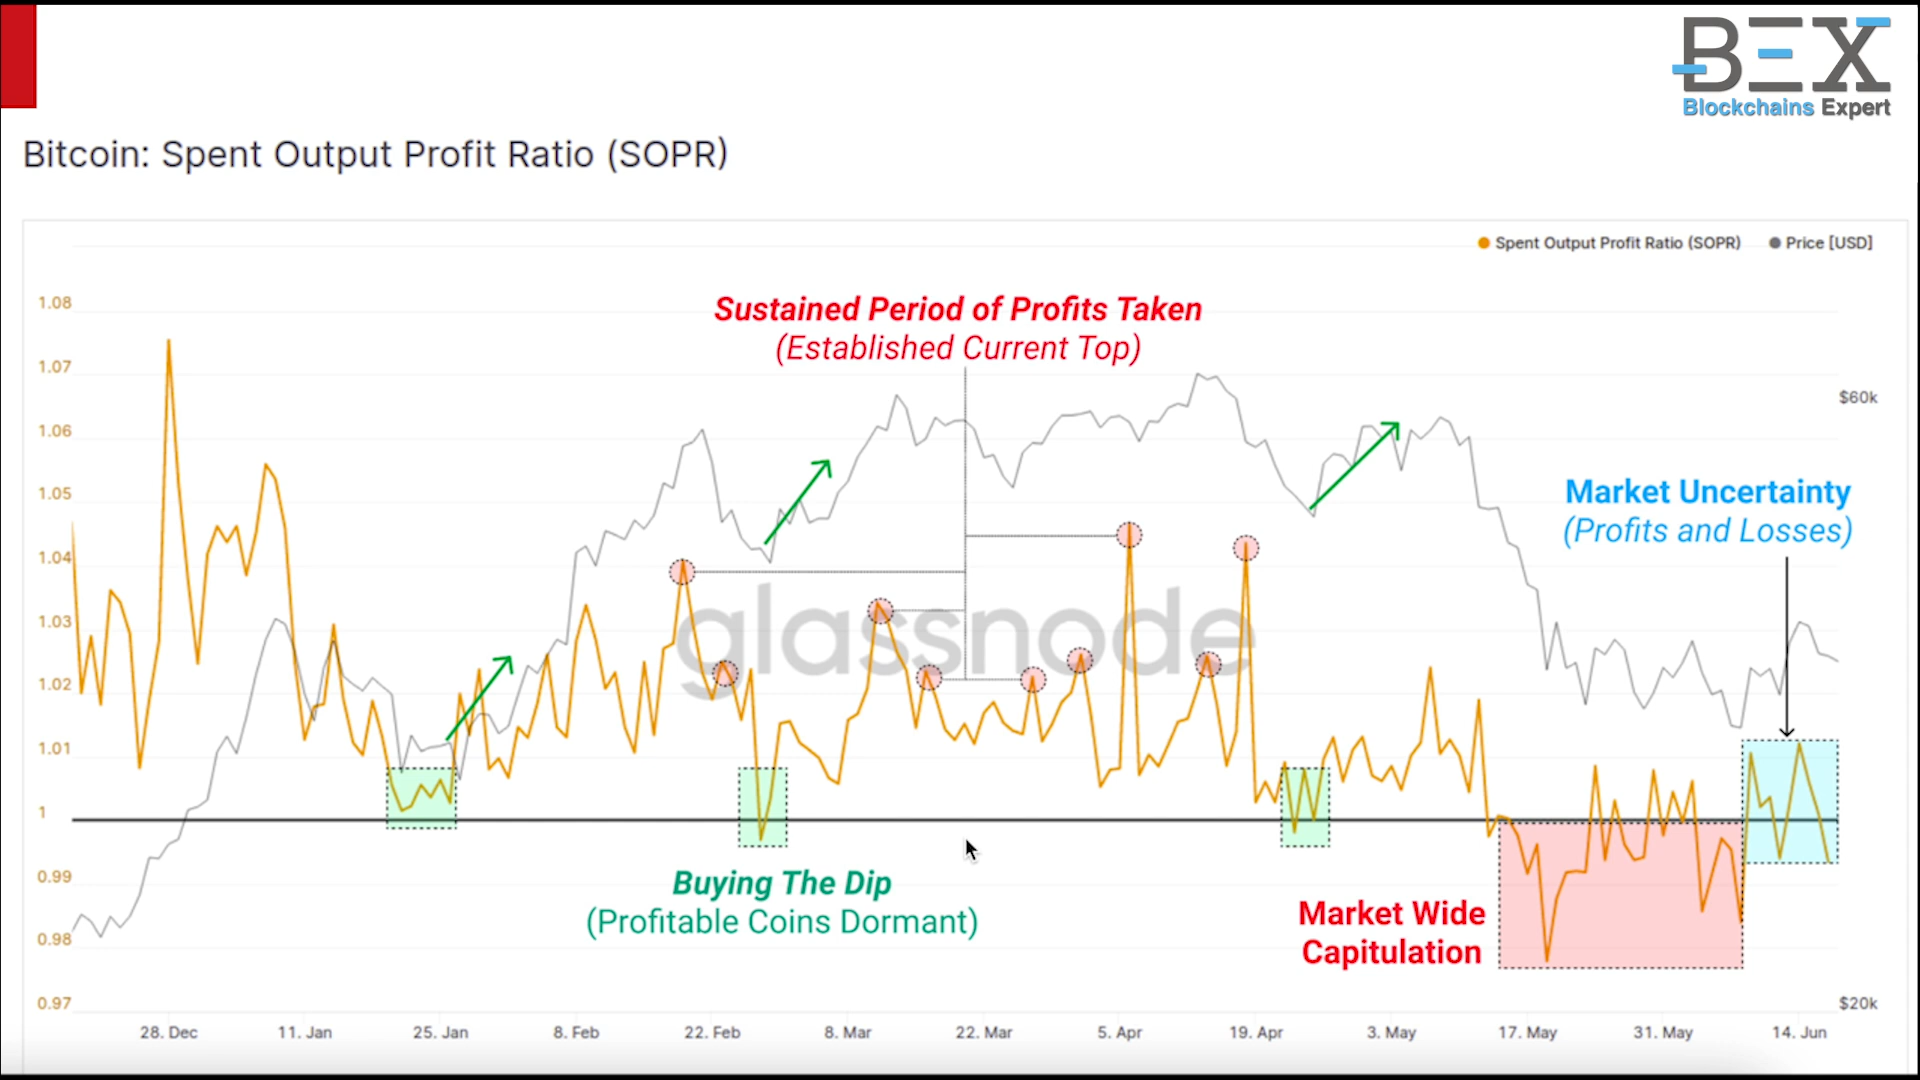 BEX
Blockchains Expert
Bitcoin: Spent Output Profit Ratio (SOPR)
Spent Output Profit Ratio (SOPR) Price [USD]
1.08
1.07
1.06
1.05
1.04
1.03
1.02
1.01
1
0.99
0.98
0.97
Sustained Period of Profits Taken
(Established Current Top)
$60k
Market Uncertainty
(Profits and Losses)
glassnode
Buying The Dip
(Profitable Coins Dormant)
Market Wide
Capitulation
$20k
28. Dec 11. Jan 25. Jan 8. Feb 22. Feb 8. Mar 22. Mar 5. Apr 19. Apr 3. May 17. May 31. May 14. Jun